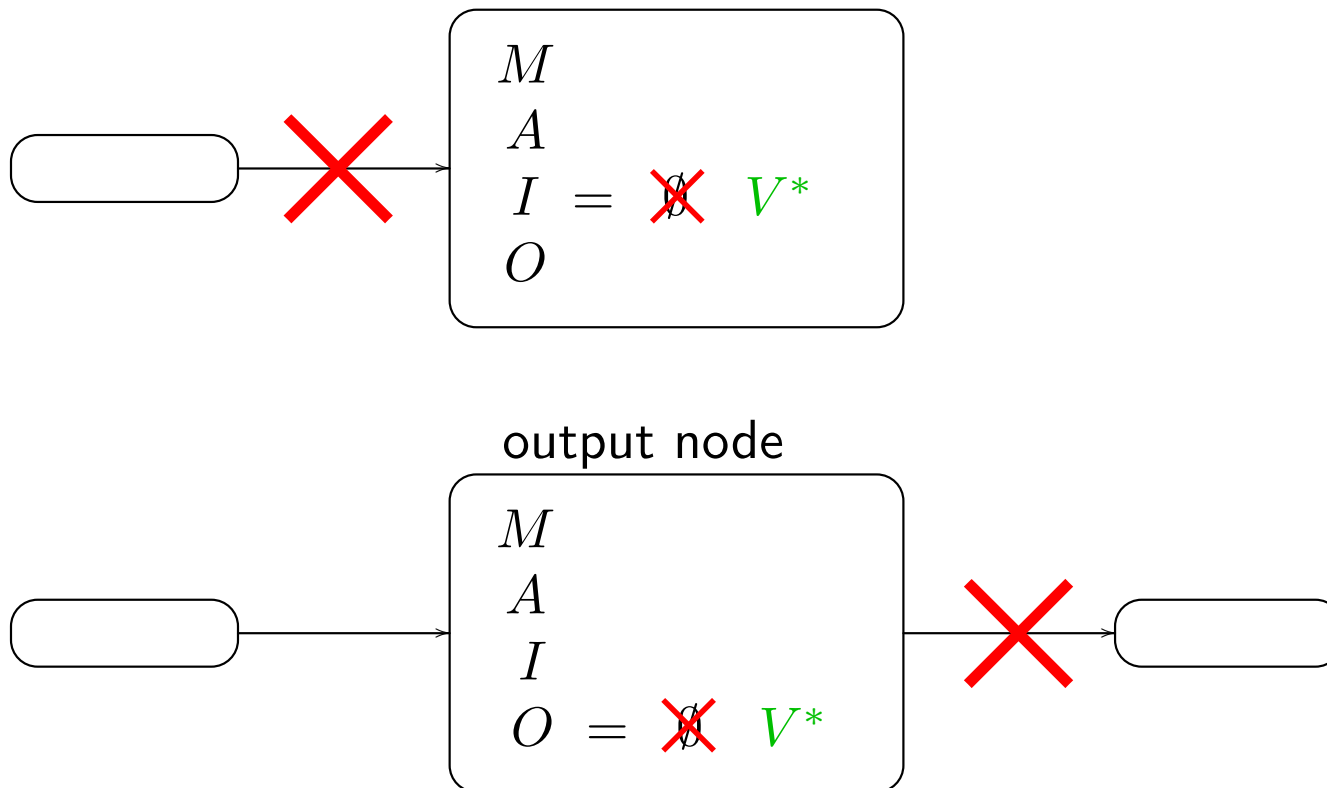 M
A
I = ∅ V*
O
output node
M
A
I
O = ∅ V*